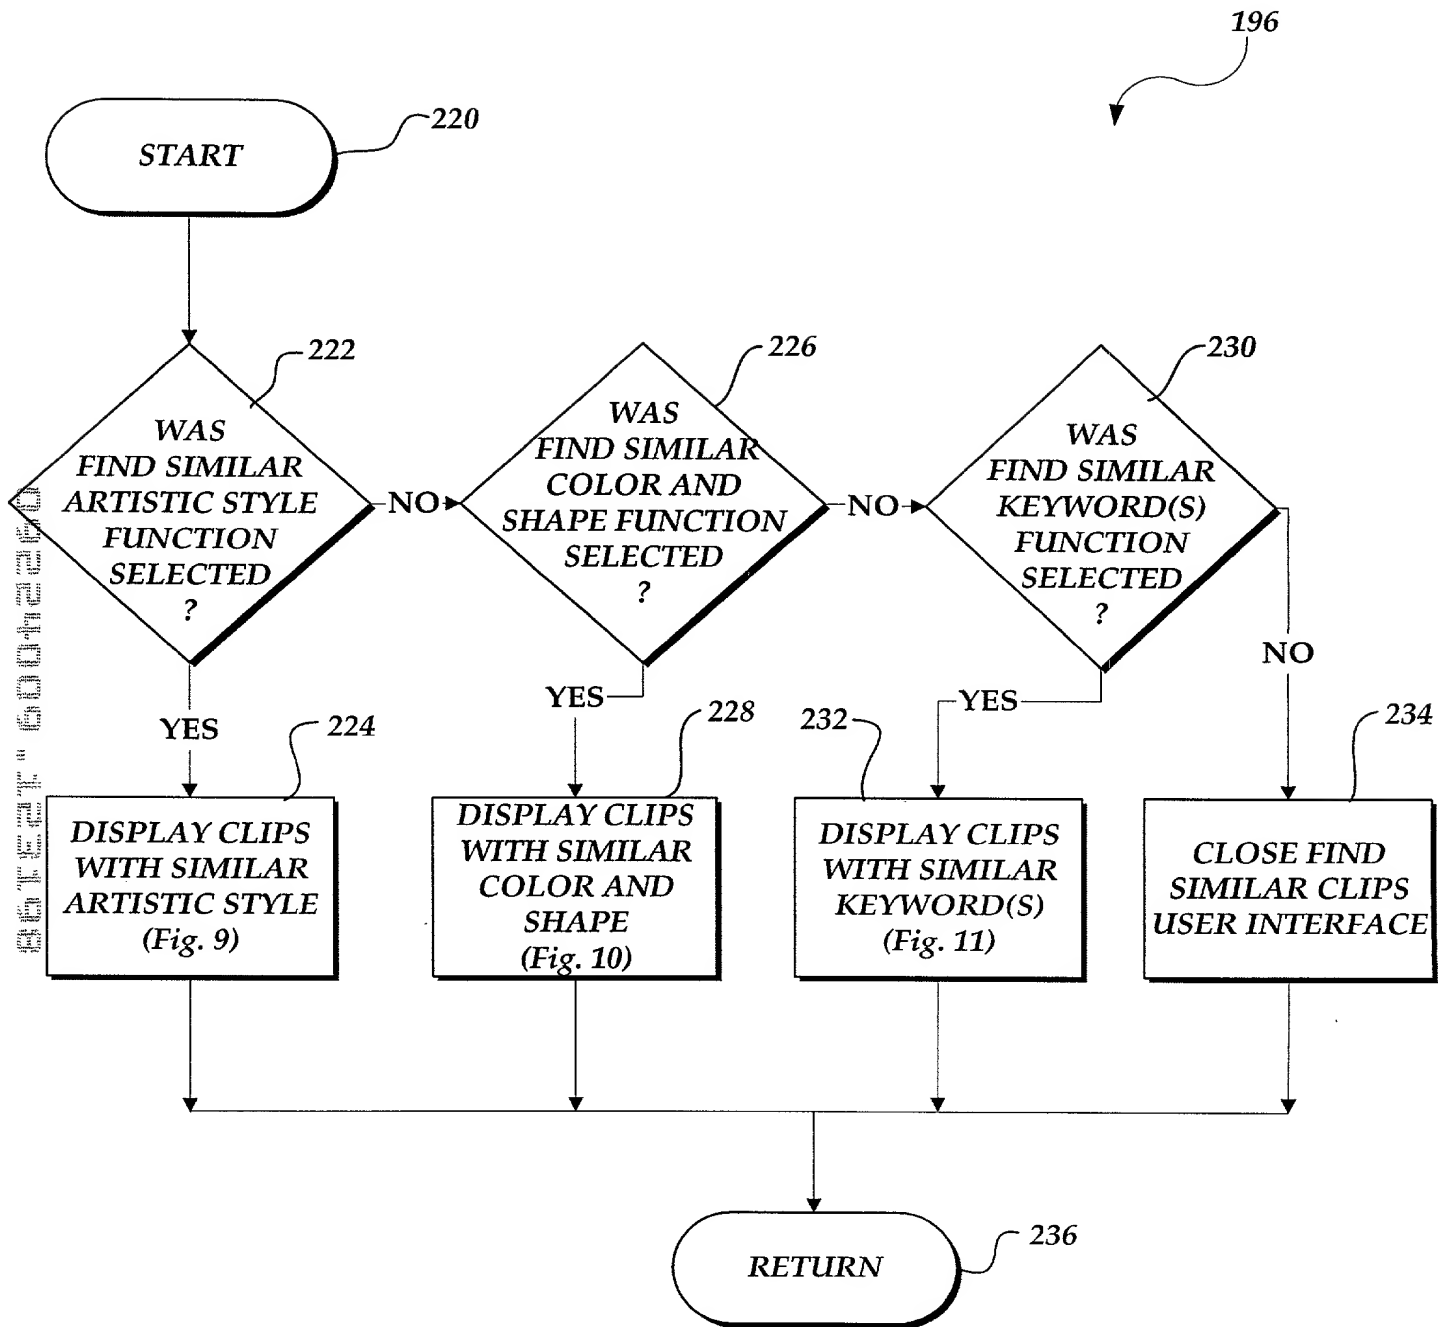 196
START
220
222
WAS
FIND SIMILAR
ARTISTIC STYLE
FUNCTION
SELECTED
?
NO
226
WAS
FIND SIMILAR
COLOR AND
SHAPE FUNCTION
SELECTED
?
NO
230
WAS
FIND SIMILAR
KEYWORD(S)
FUNCTION
SELECTED
?
NO
YES
YES
YES
224
DISPLAY CLIPS
WITH SIMILAR
ARTISTIC STYLE
(Fig. 9)
228
DISPLAY CLIPS
WITH SIMILAR
COLOR AND
SHAPE
(Fig. 10)
232
DISPLAY CLIPS
WITH SIMILAR
KEYWORD(S)
(Fig. 11)
234
CLOSE FIND
SIMILAR CLIPS
USER INTERFACE
RETURN
236